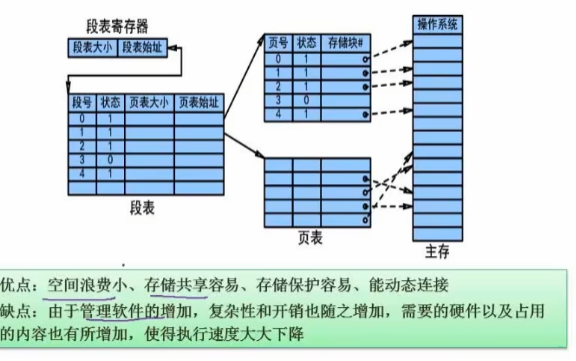 段表寄存器
段表大小 段表始址
段号 状态 页表大小 页表始址
0 1
1 1
2 1
3 0
4 1
段表
页号 状态 存储块#
0 1
1 1
2 1
3 0
4 1
页表
操作系统
主存
优点：空间浪费小、存储共享容易、存储保护容易、能动态连接
缺点：由于管理软件的增加，复杂性和开销也随之增加，需要的硬件以及占用
的内容也有所增加，使得执行速度大大下降